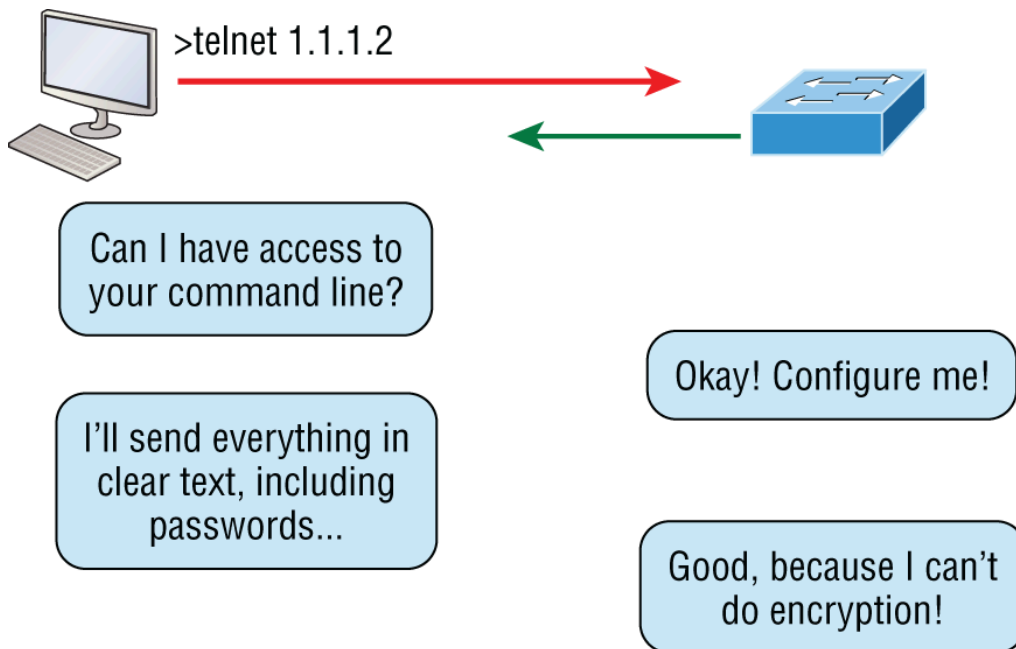 >telnet 1.1.1.2
Can I have access to
your command line?
Okay! Configure me!
I’ll send everything in
clear text, including
passwords...
Good, because I can’t
do encryption!